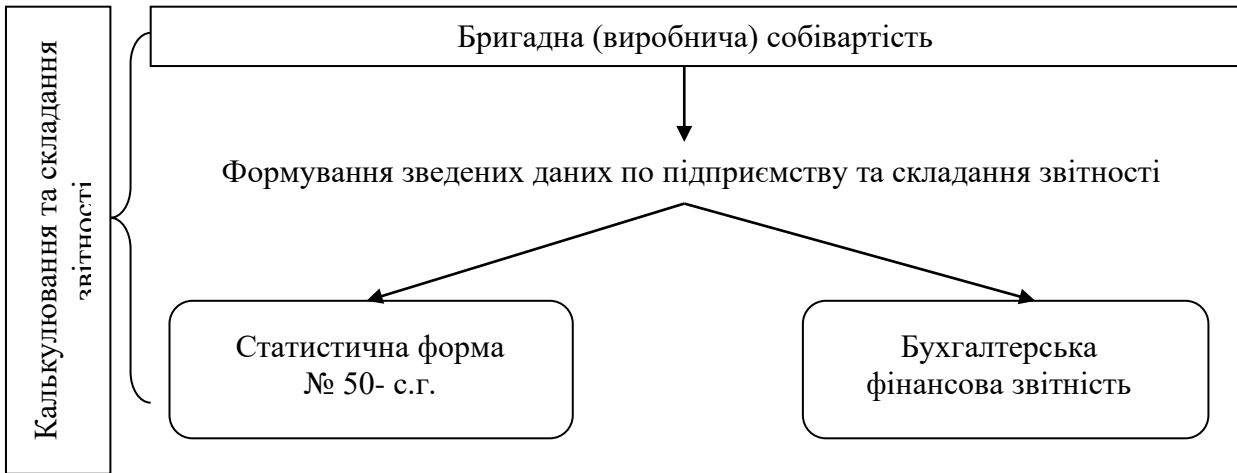 Калькулювання та складання
звітності
Бригадна (виробнича) собівартість
Формування зведених даних по підприємству та складання звітності
Статистична форма
№ 50- с.г.
Бухгалтерська
фінансова звітність